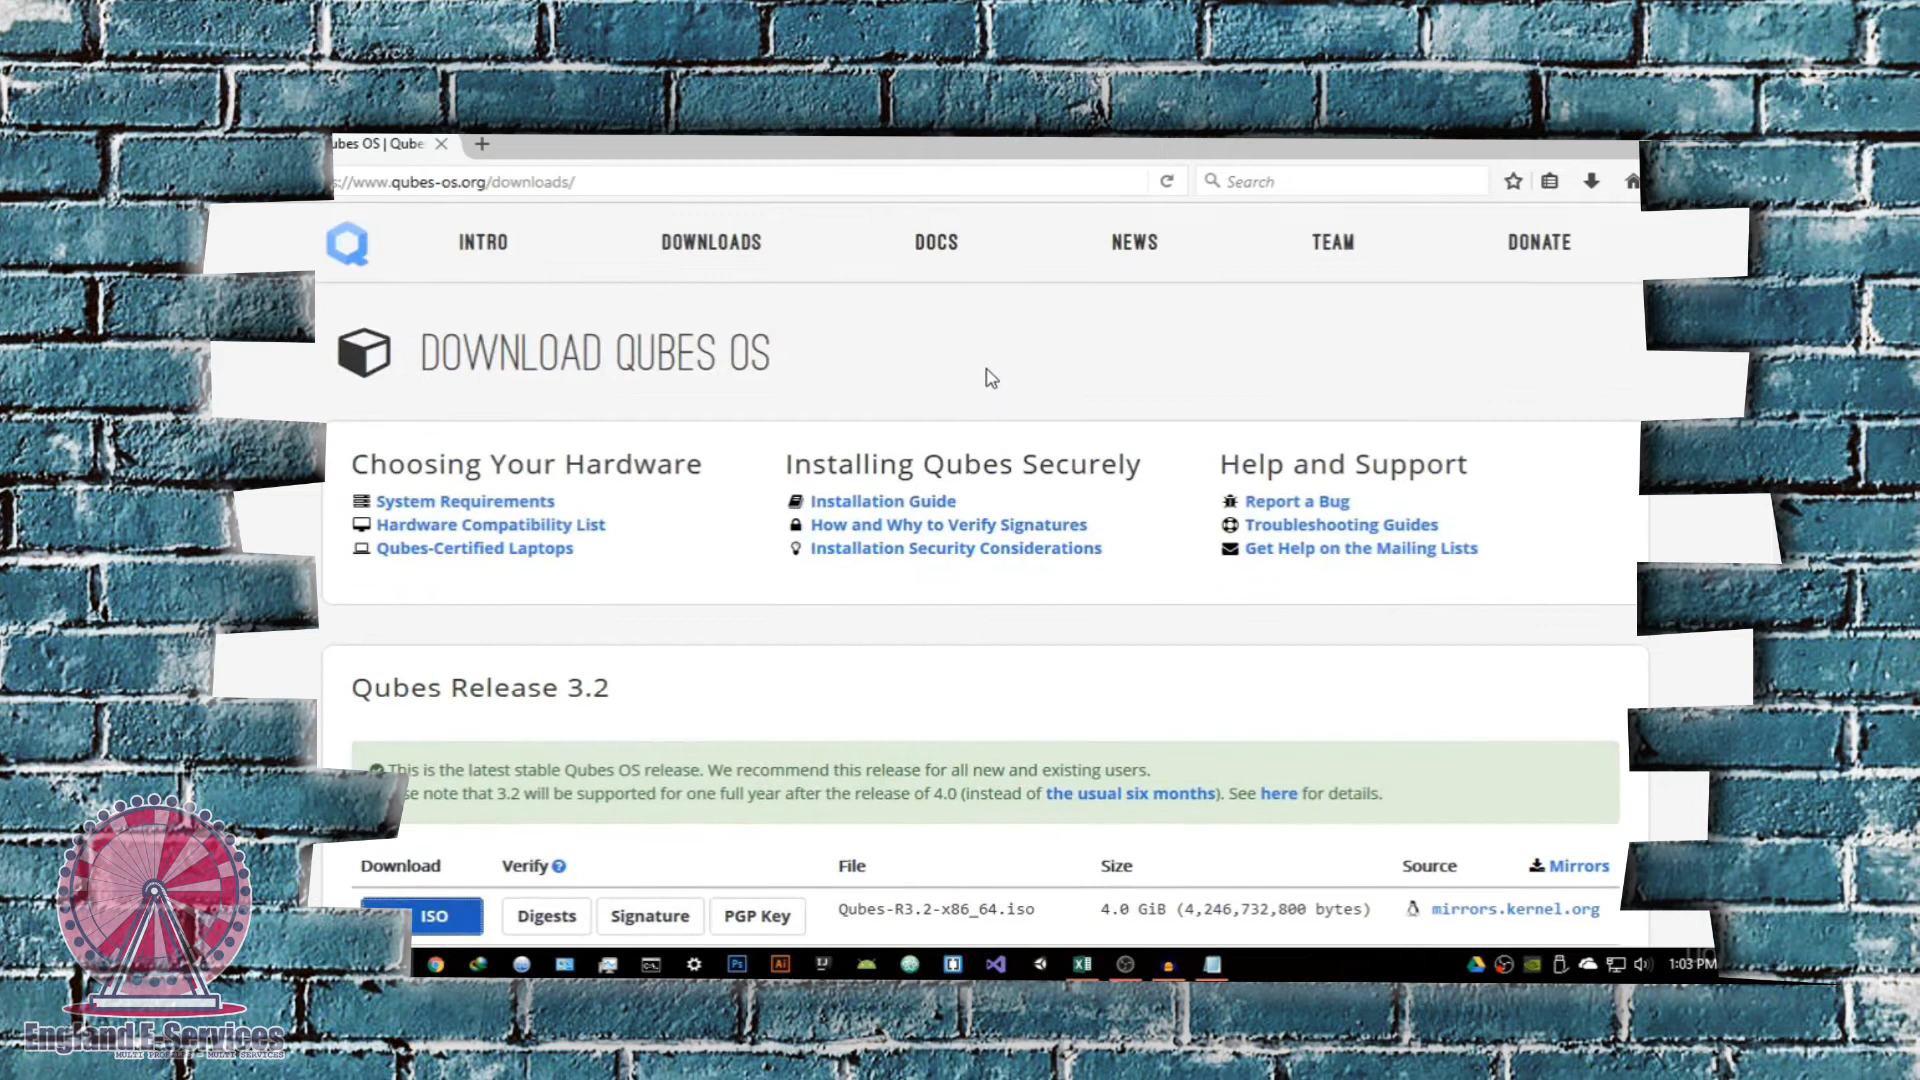 ubes OS | Qube
://www.qubes-os.org/downloads/
Search
INTRO DOWNLOADS DOCS NEWS TEAM DONATE
DOWNLOAD QUBES OS
Choosing Your Hardware
System Requirements
Hardware Compatibility List
Qubes-Certified Laptops
Installing Qubes Securely
Installation Guide
How and Why to Verify Signatures
Installation Security Considerations
Help and Support
Report a Bug
Troubleshooting Guides
Get Help on the Mailing Lists
Qubes Release 3.2
This is the latest stable Qubes OS release. We recommend this release for all new and existing users.
se note that 3.2 will be supported for one full year after the release of 4.0 (instead of the usual six months). See here for details.
Download Verify ? File Size Source Mirrors
ISO Digests Signature PGP Key Qubes-R3.2-x86_64.iso 4.0 GiB (4,246,732,800 bytes) mirrors.kernel.org
Ps Ai IJ
1:03 PM
England E-Services